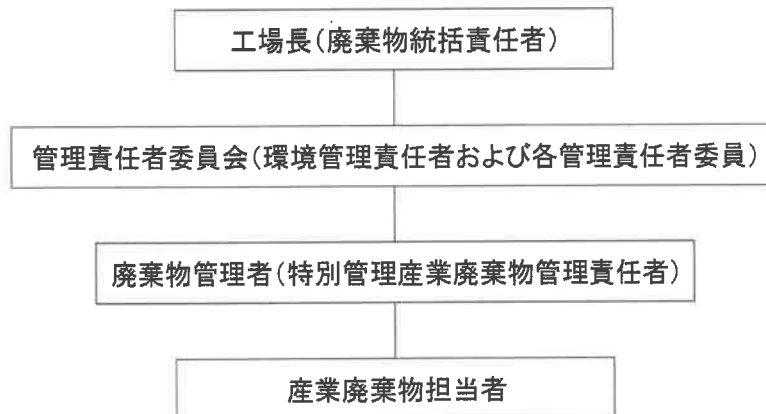 工場長(廃棄物統括責任者)
管理責任者委員会(環境管理責任者および各管理責任者委員)
廃棄物管理者(特別管理産業廃棄物管理責任者)
産業廃棄物担当者